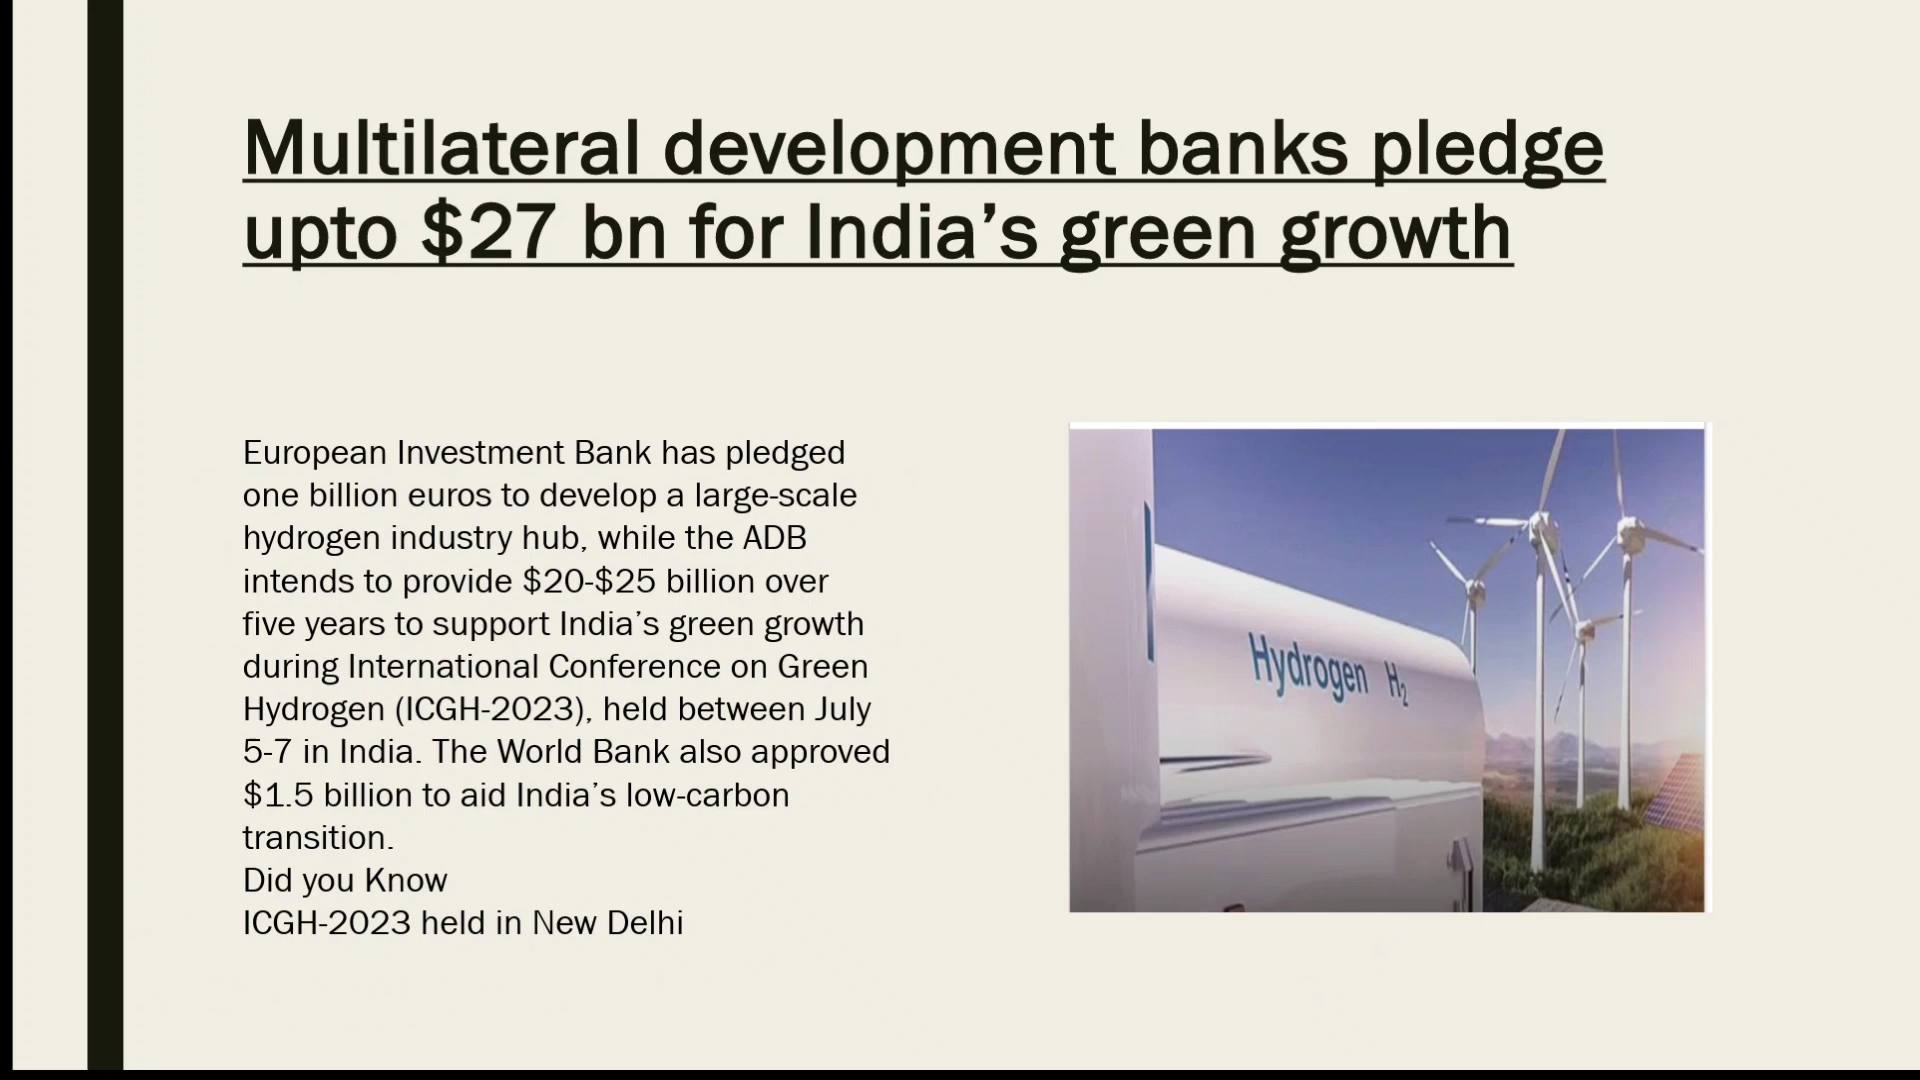 Multilateral development banks pledge
upto $27 bn for India’s green growth
European Investment Bank has pledged
one billion euros to develop a large-scale
hydrogen industry hub, while the ADB
intends to provide $20-$25 billion over
five years to support India’s green growth
during International Conference on Green
Hydrogen (ICGH-2023), held between July
5-7 in India. The World Bank also approved
$1.5 billion to aid India’s low-carbon
transition.
Did you Know
ICGH-2023 held in New Delhi
Hydrogen H₂